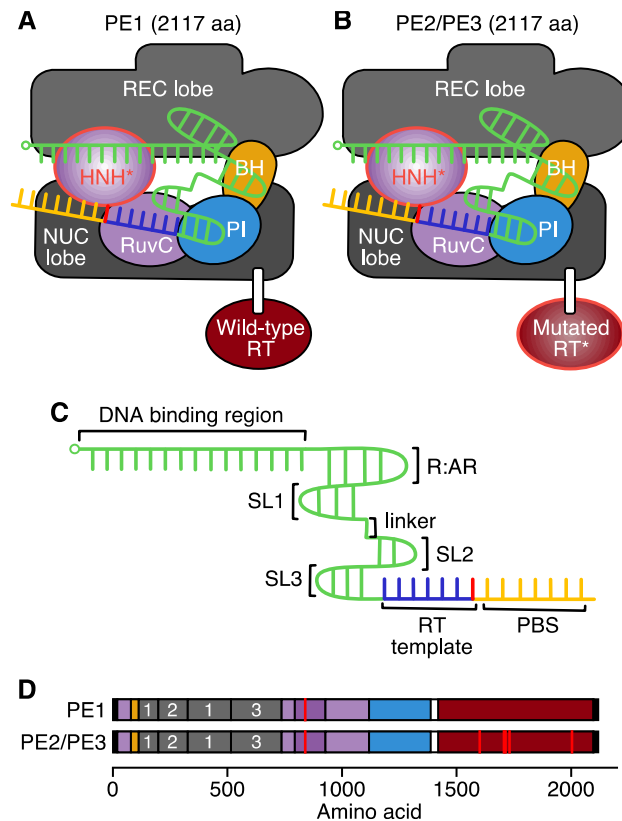 A PE1 (2117 aa)
REC lobe
HNH*
BH
PI
RuvC
NUC
lobe
Wild-type
RT
B PE2/PE3 (2117 aa)
REC lobe
HNH*
BH
PI
RuvC
NUC
lobe
Mutated
RT*
C
DNA binding region
R:AR
SL1
linker
SL2
SL3
RT
template
PBS
D
PE1 1 2 1 3
PE2/PE3 1 2 1 3
0 500 1000 1500 2000
Amino acid